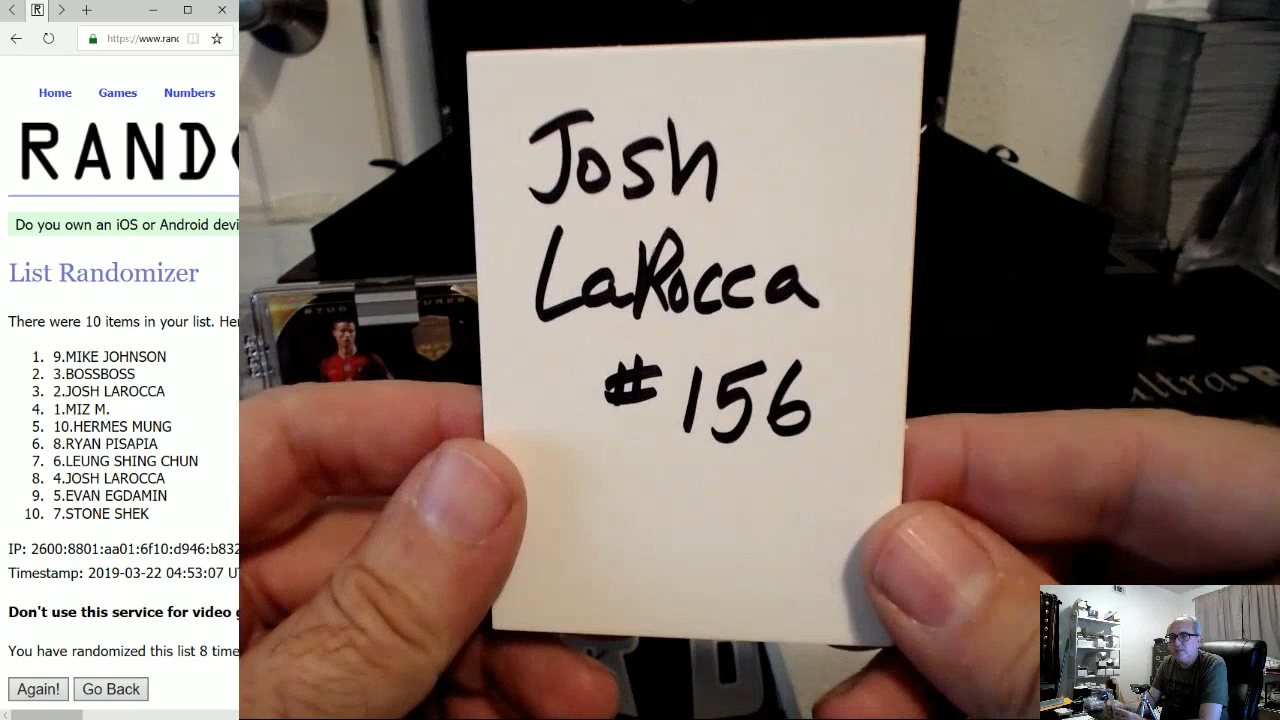 https://www.ranc
Home Games Numbers
RAND
Do you own an iOS or Android devi
List Randomizer
There were 10 items in your list. Her
1. 9.MIKE JOHNSON
2. 3.BOSSBOSS
3. 2.JOSH LAROCCA
4. 1.MIZ M.
5. 10.HERMES MUNG
6. 8.RYAN PISAPIA
7. 6.LEUNG SHING CHUN
8. 4.JOSH LAROCCA
9. 5.EVAN EGDAMIN
10. 7.STONE SHEK
IP: 2600:8801:aa01:6f10:d946:b832
Timestamp: 2019-03-22 04:53:07 U
Don't use this service for video g
You have randomized this list 8 time
Again! Go Back
Josh
LaRocca
#156